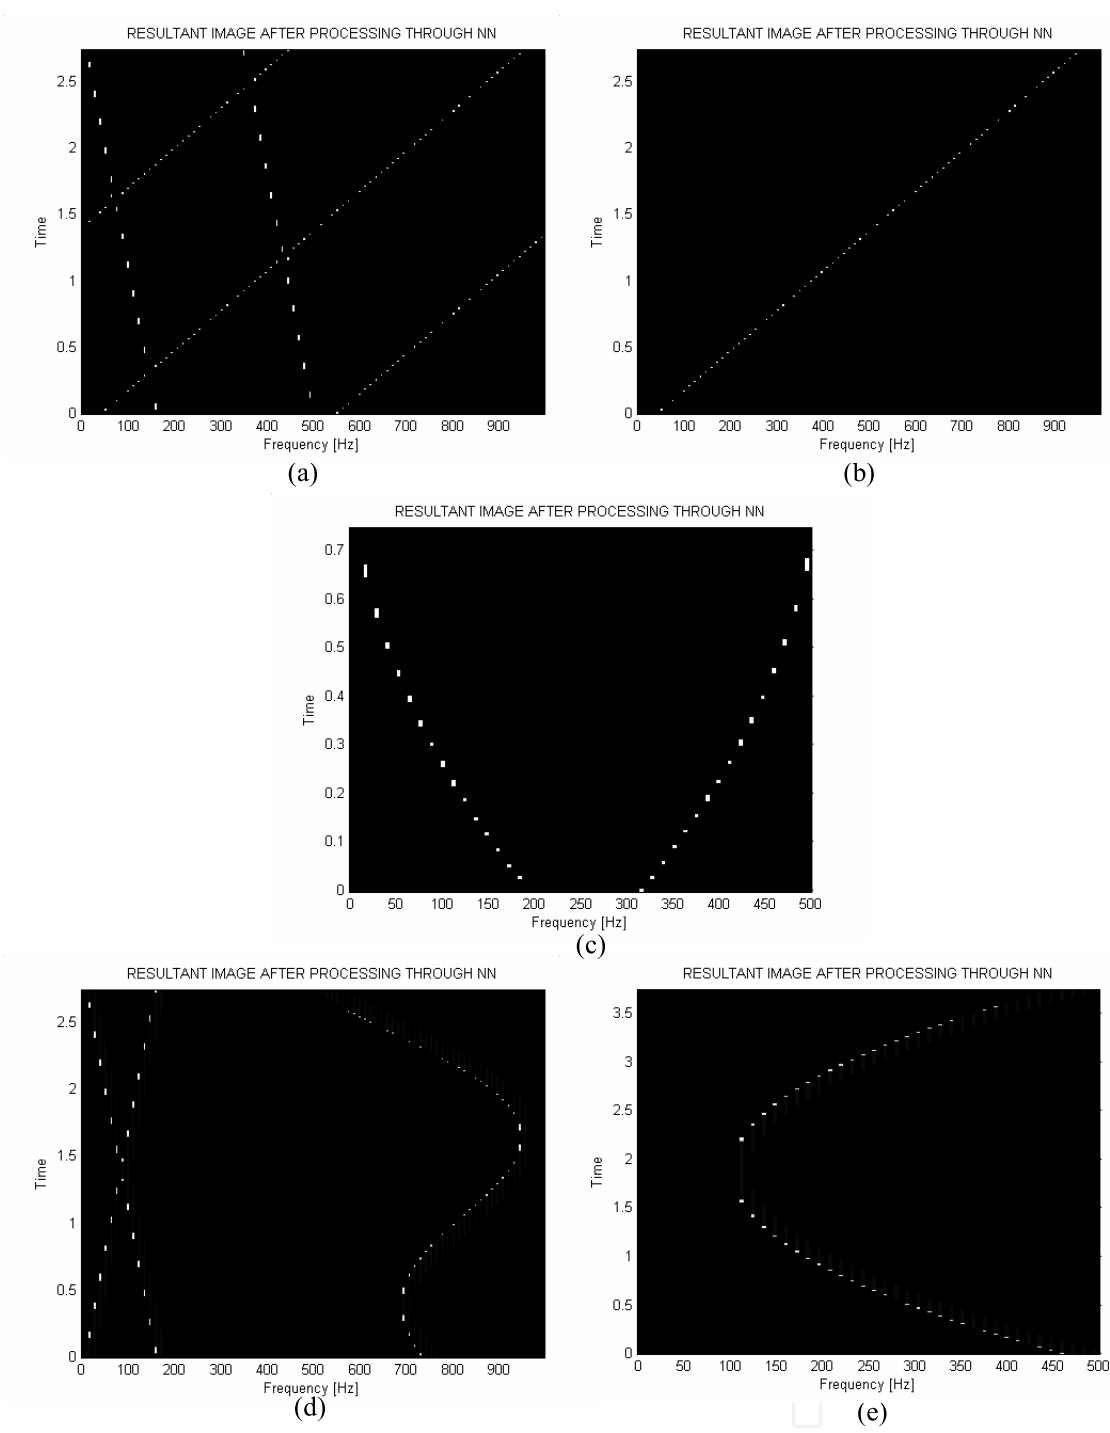 RESULTANT IMAGE AFTER PROCESSING THROUGH NN
2.5
2
1.5
1
0.5
0
Time
0 100 200 300 400 500 600 700 800 900
Frequency [Hz]
(a)
RESULTANT IMAGE AFTER PROCESSING THROUGH NN
2.5
2
1.5
1
0.5
0
Time
0 100 200 300 400 500 600 700 800 900
Frequency [Hz]
(b)
RESULTANT IMAGE AFTER PROCESSING THROUGH NN
0.7
0.6
0.5
0.4
0.3
0.2
0.1
0
Time
0 50 100 150 200 250 300 350 400 450 500
Frequency [Hz]
(c)
RESULTANT IMAGE AFTER PROCESSING THROUGH NN
2.5
2
1.5
1
0.5
0
Time
0 100 200 300 400 500 600 700 800 900
Frequency [Hz]
(d)
RESULTANT IMAGE AFTER PROCESSING THROUGH NN
3.5
3
2.5
2
1.5
1
0.5
0
Time
0 50 100 150 200 250 300 350 400 450 500
Frequency [Hz]
(e)